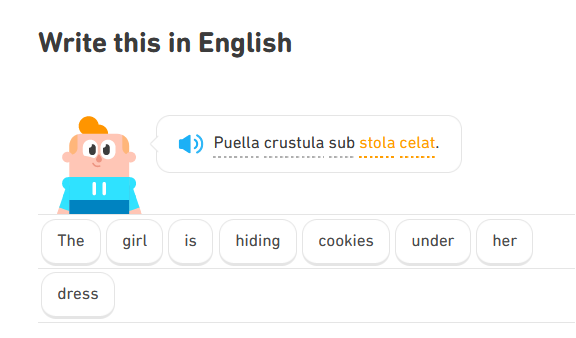 Write this in English
Puella crustula sub stola celat.
The girl is hiding cookies under her
dress